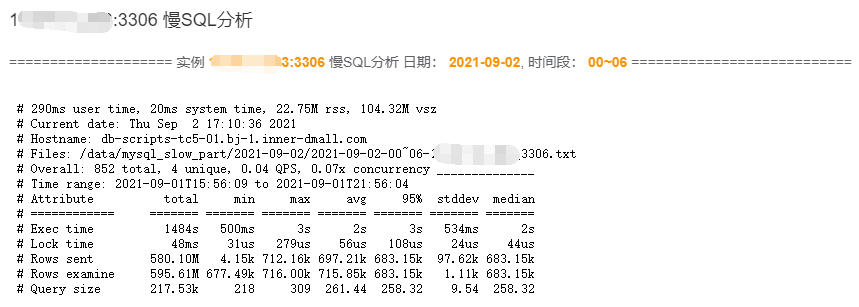 1 :3306 慢SQL分析
==================== 实例 3:3306 慢SQL分析 日期： 2021-09-02, 时间段： 00~06 ===========================
# 290ms user time, 20ms system time, 22.75M rss, 104.32M vsz
# Current date: Thu Sep  2 17:10:36 2021
# Hostname: db-scripts-tc5-01.bj-1.inner-dmall.com
# Files: /data/mysql_slow_part/2021-09-02/2021-09-02-00~06- _3306.txt
# Overall: 852 total, 4 unique, 0.04 QPS, 0.07x concurrency ______________
# Time range: 2021-09-01T15:56:09 to 2021-09-01T21:56:04
# Attribute          total     min     max     avg     95%  stddev  median
# ============     ======= ======= ======= ======= ======= ======= =======
# Exec time          1484s   500ms      3s      2s      3s   534ms      2s
# Lock time           48ms    31us   279us    56us   108us    24us    44us
# Rows sent        580.10M   4.15k 712.16k 697.21k 683.15k  97.62k 683.15k
# Rows examine     595.61M 677.49k 716.00k 715.85k 683.15k   1.11k 683.15k
# Query size       217.53k     218     309  261.44  258.32    9.54  258.32